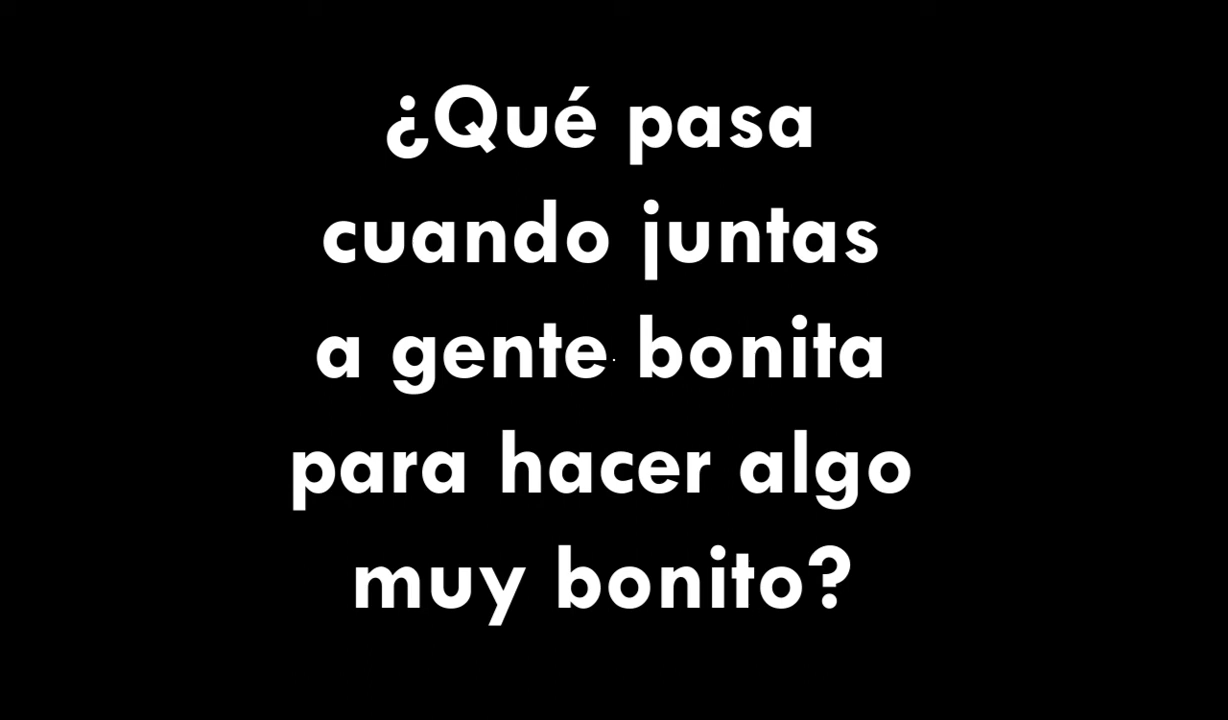 ¿Qué pasa
cuando juntas
a gente bonita
para hacer algo
muy bonito?